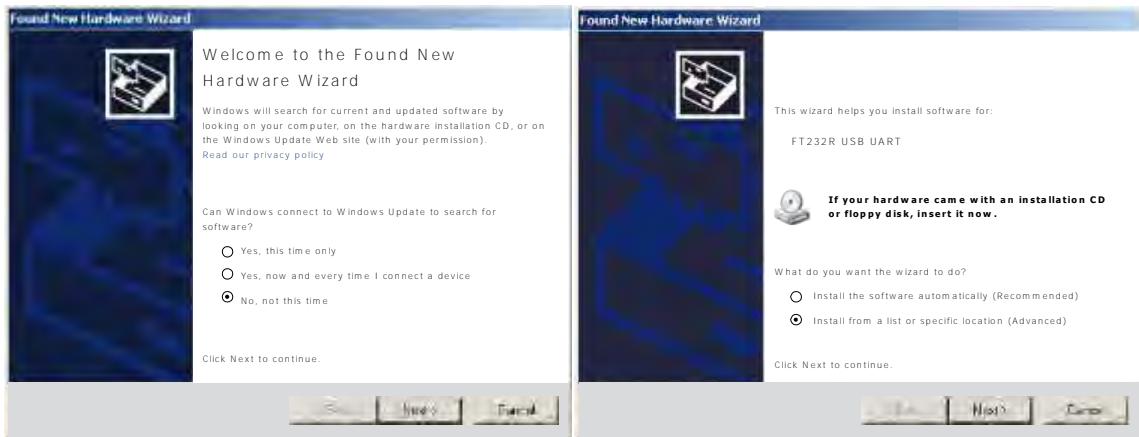 Found New Hardware Wizard
Welcome to the Found New
Hardware Wizard
Windows will search for current and updated software by
looking on your computer, on the hardware installation CD, or on
the Windows Update Web site (with your permission).
Read our privacy policy
Can Windows connect to Windows Update to search for
software?
Yes, this time only
Yes, now and every time I connect a device
No, not this time
Click Next to continue.
Next >
Cancel
Found New Hardware Wizard
This wizard helps you install software for:
FT232R USB UART
If your hardware came with an installation CD
or floppy disk, insert it now.
What do you want the wizard to do?
Install the software automatically (Recommended)
Install from a list or specific location (Advanced)
Click Next to continue.
Next >
Cancel